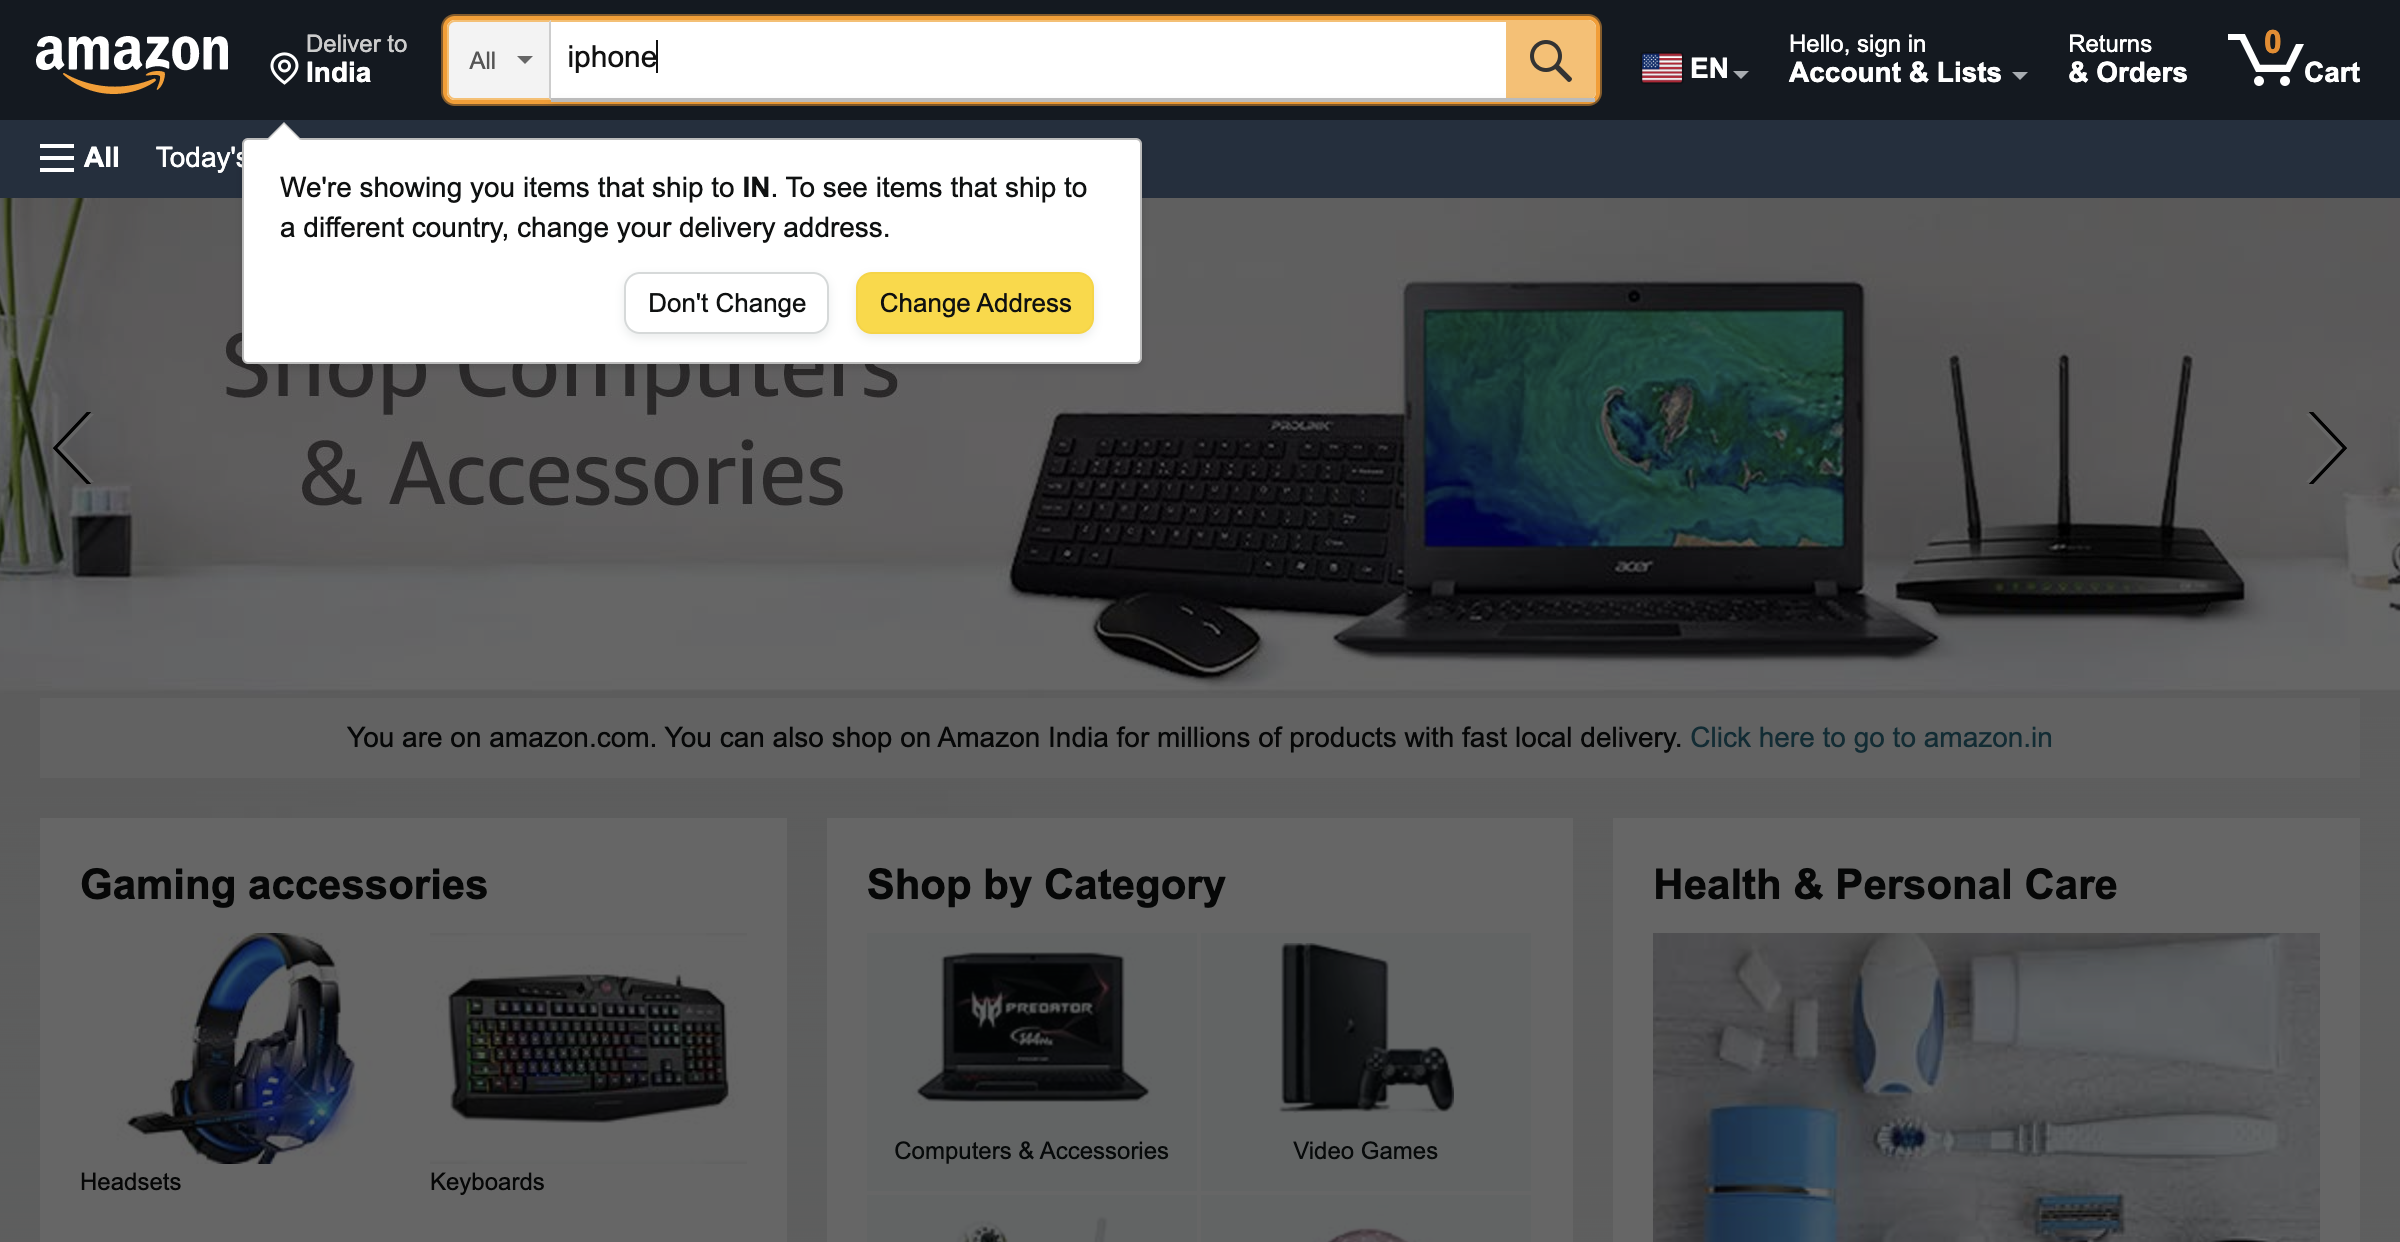 amazon
Deliver to
India
All
iphone
EN
Hello, sign in
Account & Lists
Returns
& Orders
0
Cart
All
Today's
We're showing you items that ship to IN. To see items that ship to
a different country, change your delivery address.
Don't Change
Change Address
Shop Computers
& Accessories
PROLiNK
acer
You are on amazon.com. You can also shop on Amazon India for millions of products with fast local delivery. Click here to go to amazon.in
Gaming accessories
Headsets
Keyboards
Shop by Category
PREDATOR
Computers & Accessories
Video Games
Health & Personal Care